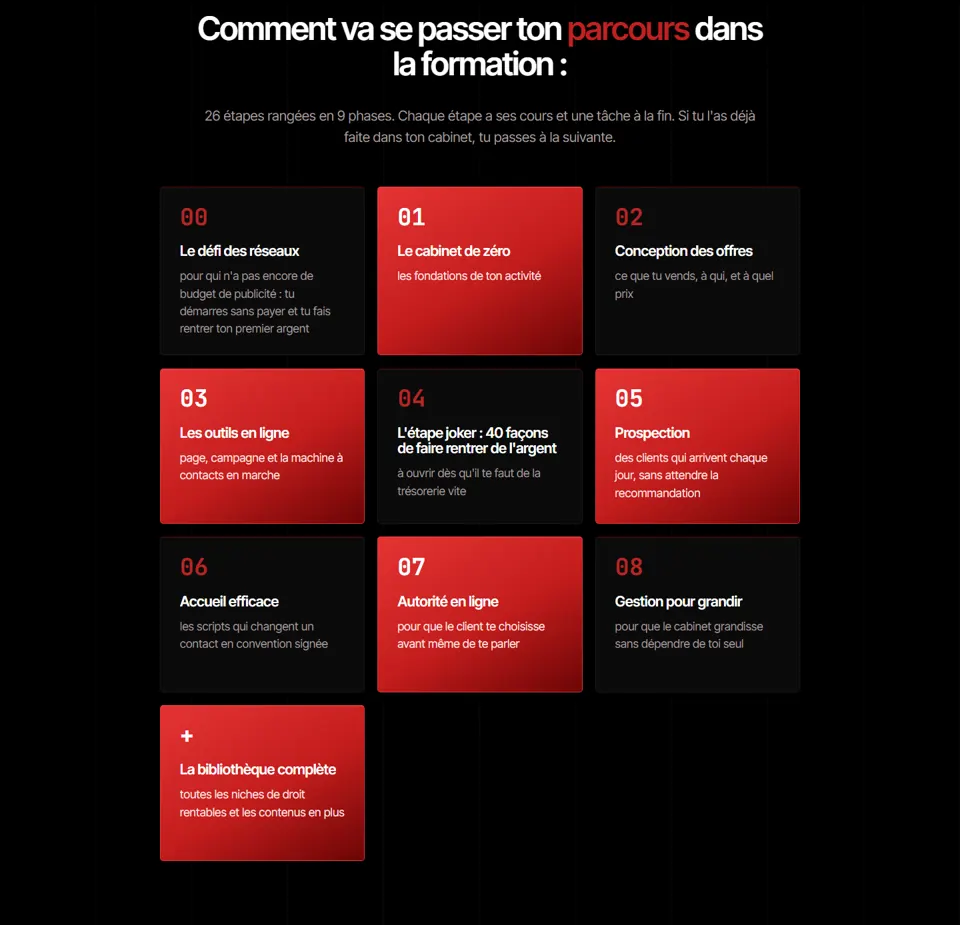 Comment va se passer ton parcours dans
la formation :
26 étapes rangées en 9 phases. Chaque étape a ses cours et une tâche à la fin. Si tu l'as déjà
faite dans ton cabinet, tu passes à la suivante.
00
Le défi des réseaux
pour qui n'a pas encore de
budget de publicité : tu
démarres sans payer et tu fais
rentrer ton premier argent
01
Le cabinet de zéro
les fondations de ton activité
02
Conception des offres
ce que tu vends, à qui, et à quel
prix
03
Les outils en ligne
page, campagne et la machine à
contacts en marche
04
L'étape joker : 40 façons
de faire rentrer de l'argent
à ouvrir dès qu'il te faut de la
trésorerie vite
05
Prospection
des clients qui arrivent chaque
jour, sans attendre la
recommandation
06
Accueil efficace
les scripts qui changent un
contact en convention signée
07
Autorité en ligne
pour que le client te choisisse
avant même de te parler
08
Gestion pour grandir
pour que le cabinet grandisse
sans dépendre de toi seul
+
La bibliothèque complète
toutes les niches de droit
rentables et les contenus en plus